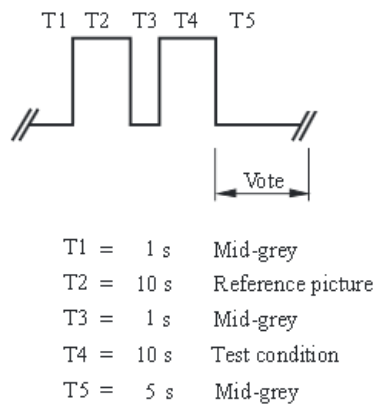 T1 T2 T3 T4 T5
Vote
T1 = 1 s Mid-grey
T2 = 10 s Reference picture
T3 = 1 s Mid-grey
T4 = 10 s Test condition
T5 = 5 s Mid-grey